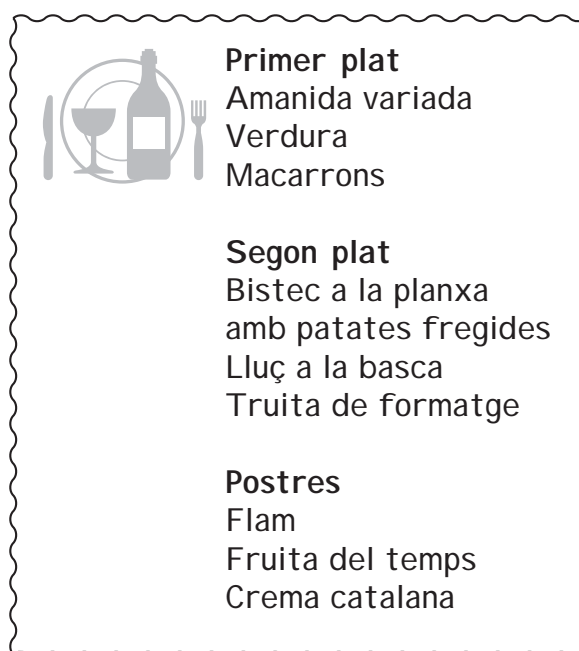 Primer plat
Amanida variada
Verdura
Macarrons
Segon plat
Bistec a la planxa
amb patates fregides
Lluç a la basca
Truita de formatge
Postres
Flam
Fruita del temps
Crema catalana